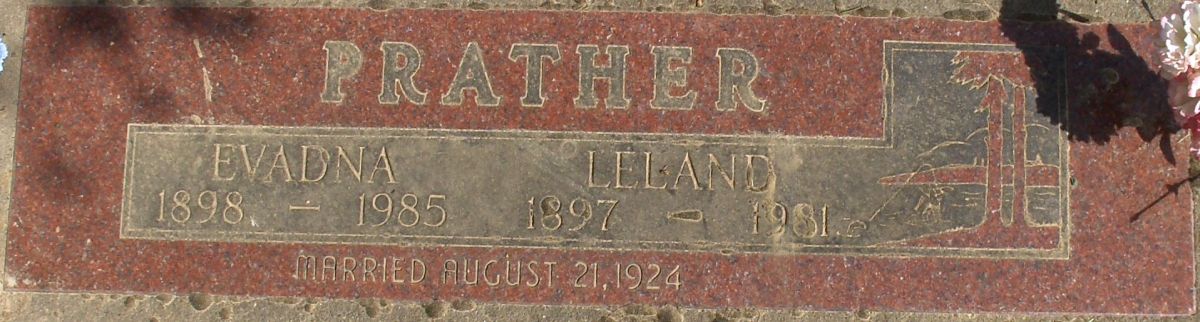 PRATHER
EVADNA LELAND
1898 – 1985 1897 – 1981
MARRIED AUGUST 21, 1924